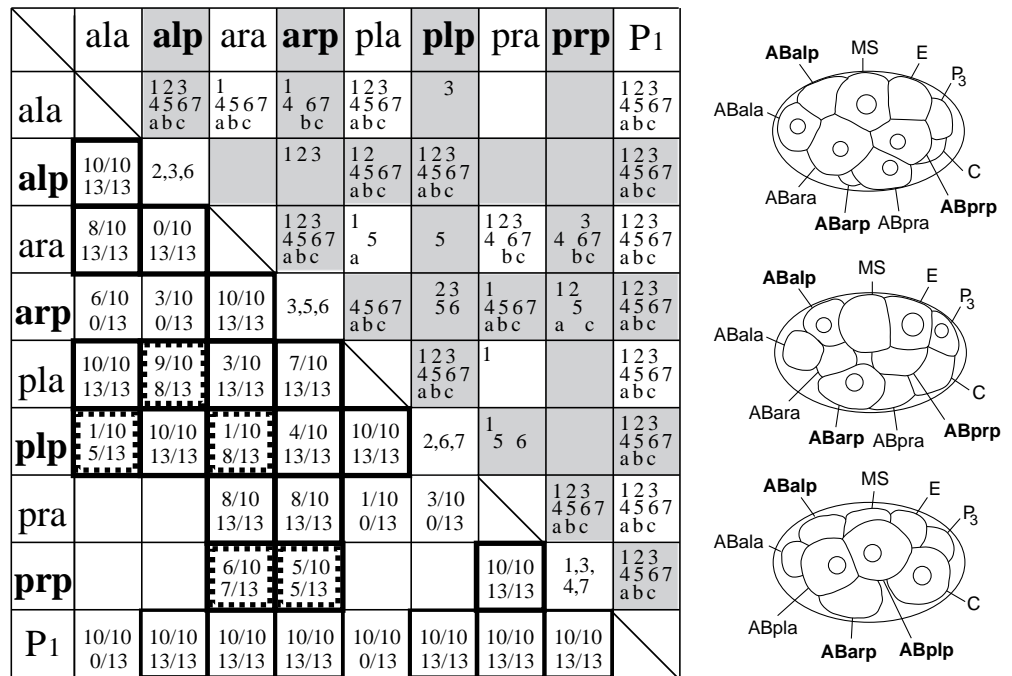 ala alp ara arp pla plp pra prp P1
ala
1 2 3 1 1 1 2 3 3 1 2 3
4 5 6 7 4 5 6 7 4 6 7 4 5 6 7 4 5 6 7
a b c a b c b c a b c a b c
alp
10/10 2,3,6 1 2 3 1 2 1 2 3 1 2 3
13/13 4 5 6 7 4 5 6 7 4 5 6 7
a b c a b c a b c
ara
8/10 0/10 1 2 3 1 5 1 2 3 3 1 2 3
13/13 13/13 4 5 6 7 5 4 6 7 4 6 7 4 5 6 7
a b c a b c b c a b c
arp
6/10 3/10 10/10 3,5,6 4 5 6 7 2 3 1 1 2 1 2 3
0/13 0/13 13/13 a b c 5 6 4 5 6 7 5 4 5 6 7
a b c a c a b c
pla
10/10 9/10 3/10 7/10 1 2 3 1 1 2 3
13/13 8/13 13/13 13/13 4 5 6 7 4 5 6 7
a b c a b c
plp
1/10 10/10 1/10 4/10 10/10 2,6,7 1 1 2 3
5/13 13/13 8/13 13/13 13/13 5 6 4 5 6 7
a b c
pra
8/10 8/10 1/10 3/10 1 2 3 1 2 3
13/13 13/13 0/13 0/13 4 5 6 7 4 5 6 7
a b c a b c
prp
6/10 5/10 10/10 1,3, 1 2 3
7/13 5/13 13/13 4,7 4 5 6 7
a b c
P1
10/10 10/10 10/10 10/10 10/10 10/10 10/10 10/10
0/13 13/13 13/13 13/13 0/13 13/13 13/13 13/13
ABalp MS E
P3
ABala
C
ABara
ABprp
ABarp ABpra
ABalp MS E
P3
ABala
C
ABara
ABprp
ABarp ABpra
ABalp MS E
P3
ABala
C
ABpla
ABarp ABplp